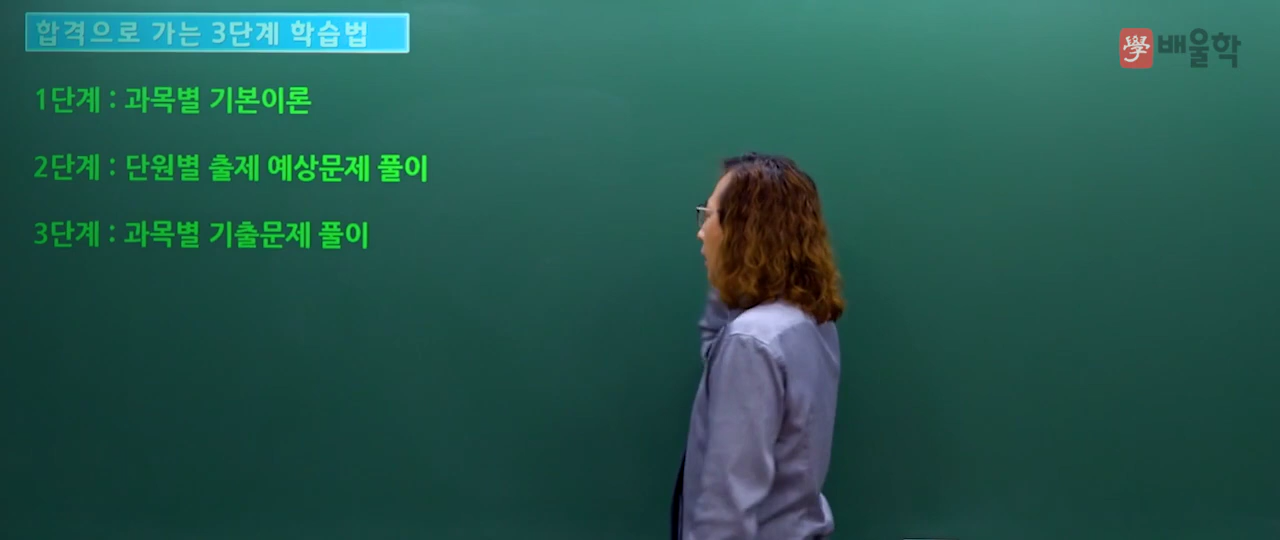 합격으로 가는 3단계 학습법
學 배울학
1단계 : 과목별 기본이론
2단계 : 단원별 출제 예상문제 풀이
3단계 : 과목별 기출문제 풀이